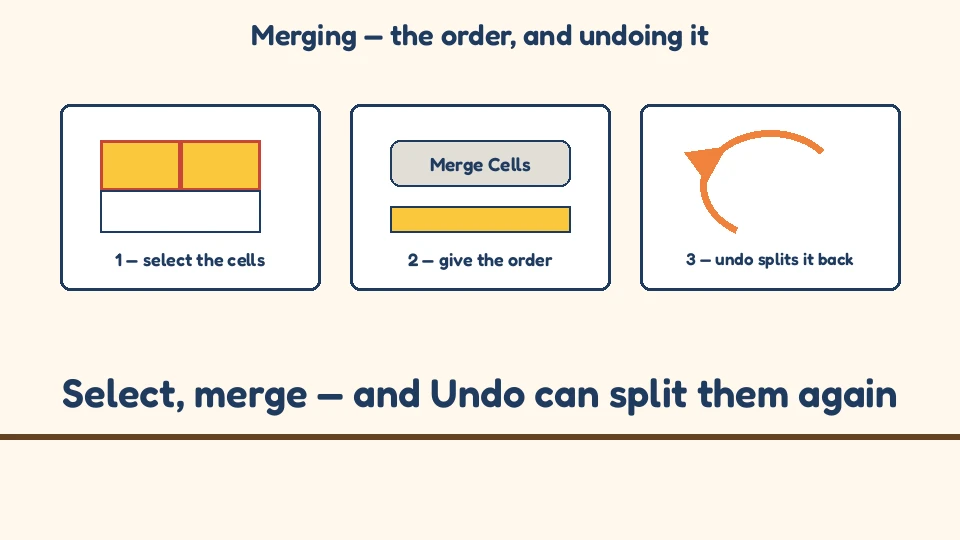 Merging — the order, and undoing it
Merge Cells
1 — select the cells
2 — give the order
3 — undo splits it back
Select, merge — and Undo can split them again